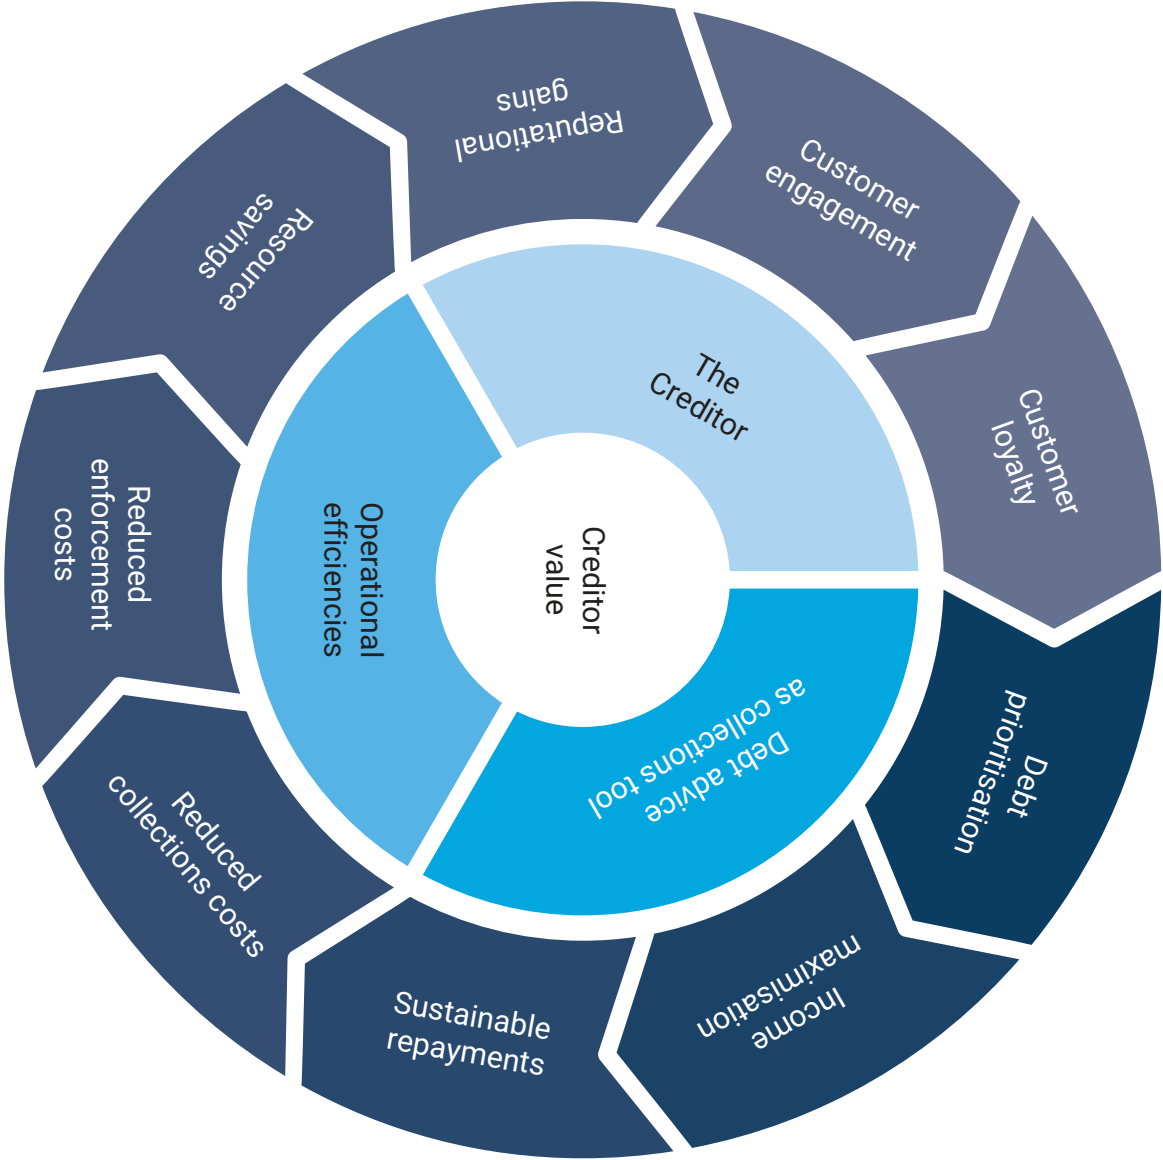 Creditor
value
The
Creditor
Debt advice
as collections tool
Operational
efficiencies
Debt
prioritisation
Income
maximisation
Sustainable
repayments
Reduced
collections costs
Reduced
enforcement
costs
Resource
savings
Reputational
gains
Customer
engagement
Customer
loyalty